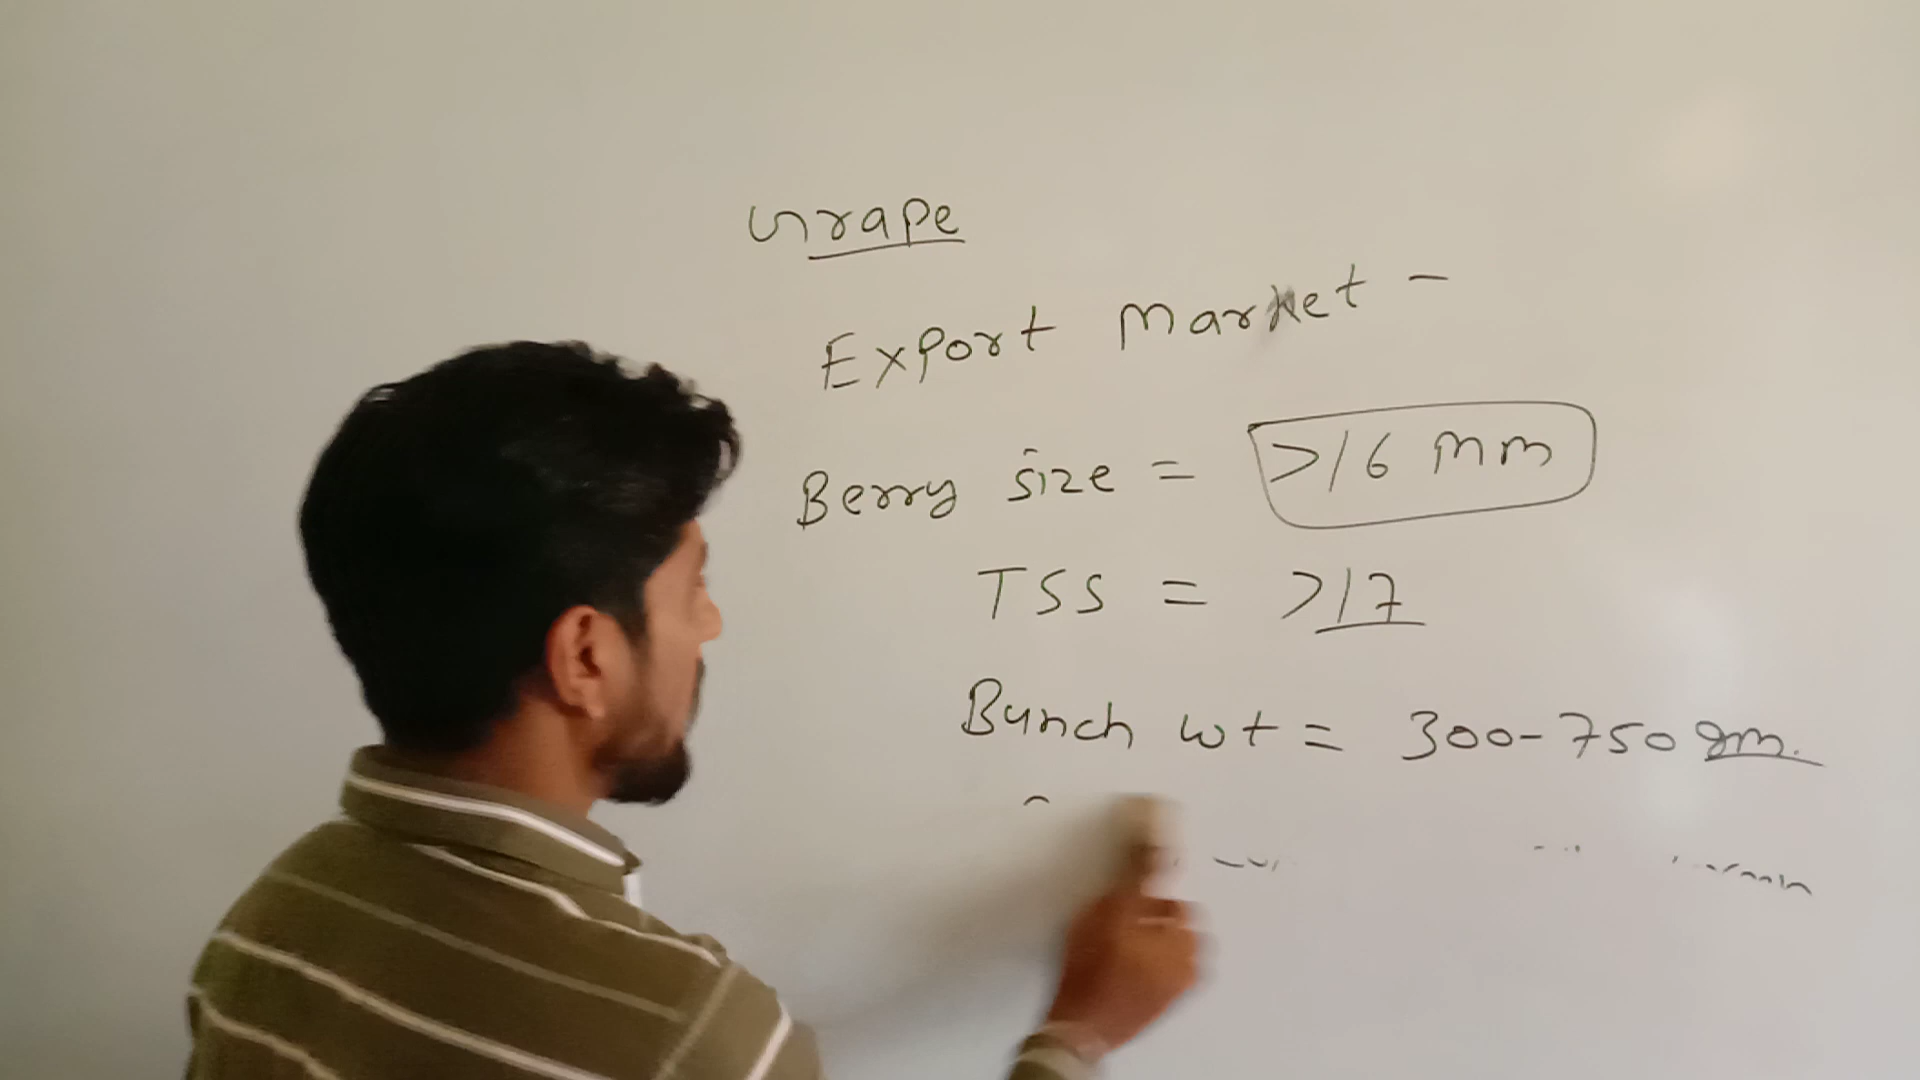 Grape
Export Market -
Berry size = >16 mm
TSS = >17
Bunch wt = 300-750 gm.